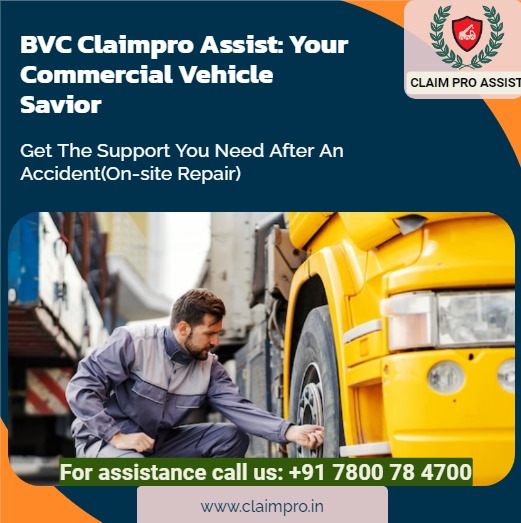 BVC Claimpro Assist: Your
Commercial Vehicle
Savior
CLAIM PRO ASSIST
Get The Support You Need After An
Accident(On-site Repair)
For assistance call us: +91 7800 78 4700
www.claimpro.in